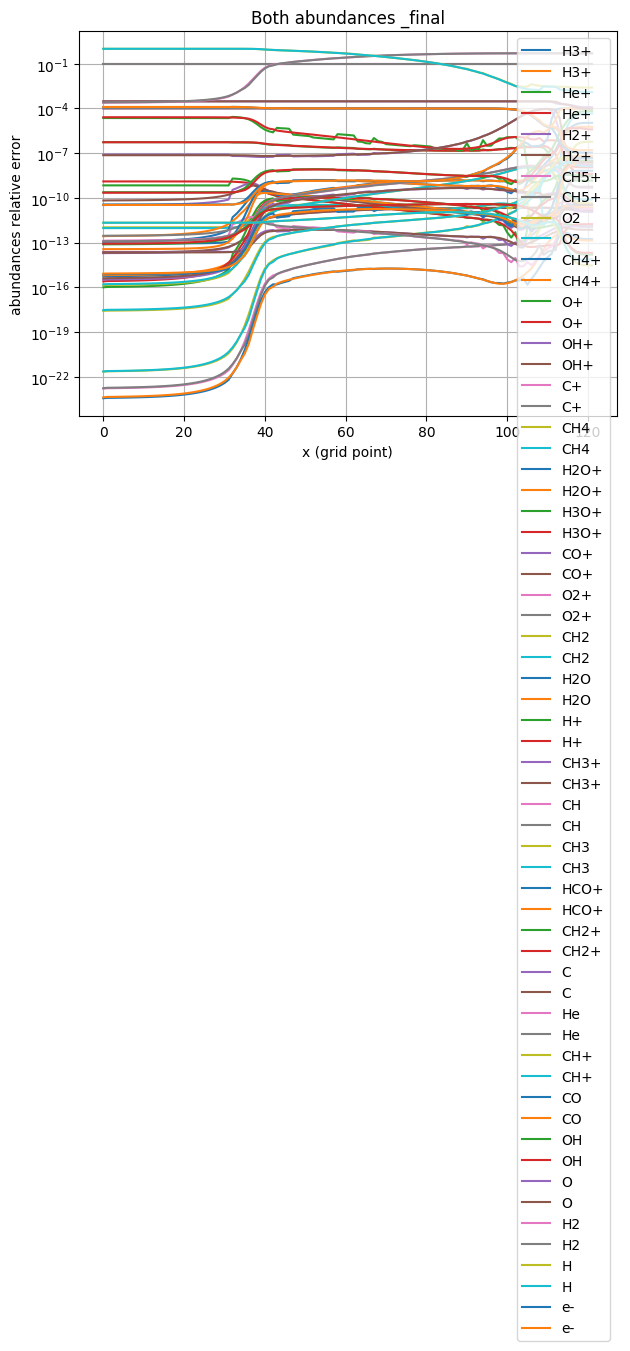 Both abundances _final
abundances relative error
10⁻¹
10⁻⁴
10⁻⁷
10⁻¹⁰
10⁻¹³
10⁻¹⁶
10⁻¹⁹
10⁻²²
0
20
40
60
80
100
120
x (grid point)
H3+
H3+
He+
He+
H2+
H2+
CH5+
CH5+
O2
O2
CH4+
CH4+
O+
O+
OH+
OH+
C+
C+
CH4
CH4
H2O+
H2O+
H3O+
H3O+
CO+
CO+
O2+
O2+
CH2
CH2
H2O
H2O
H+
H+
CH3+
CH3+
CH
CH
CH3
CH3
HCO+
HCO+
CH2+
CH2+
C
C
He
He
CH+
CH+
CO
CO
OH
OH
O
O
H2
H2
H
H
e-
e-